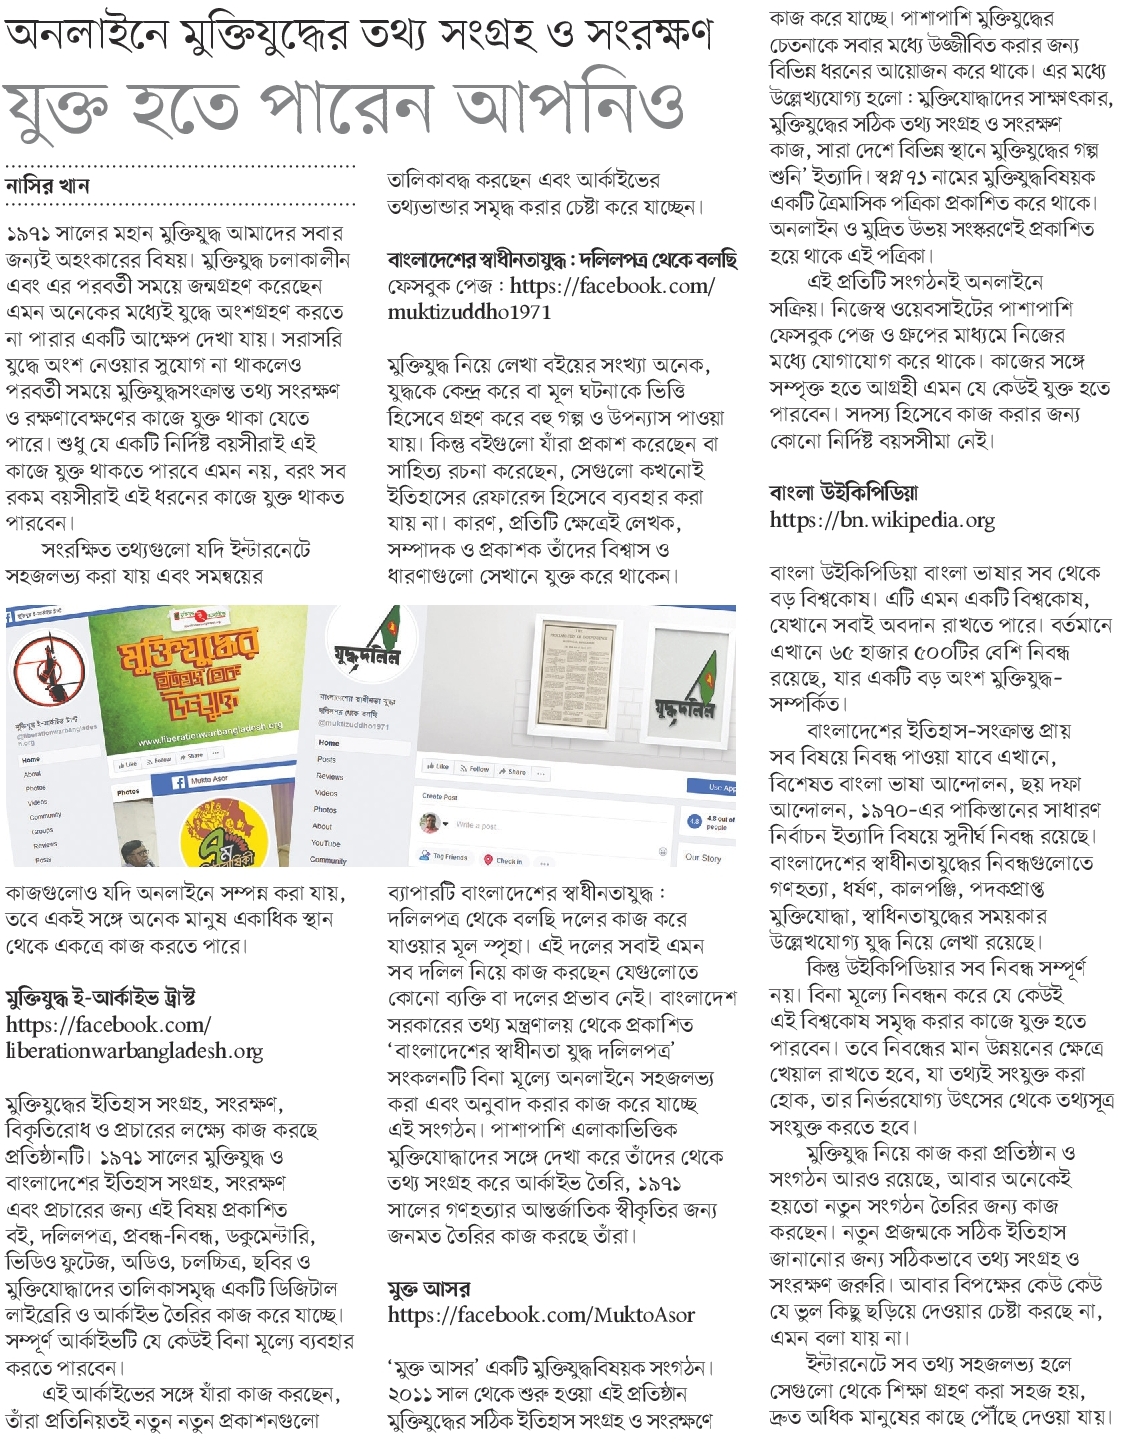 অনলাইনে মুক্তিযুদ্ধের তথ্য সংগ্রহ ও সংরক্ষণ
যুক্ত হতে পারেন আপনিও
নাসির খান
১৯৭১ সালের মহান মুক্তিযুদ্ধ আমাদের সবার
জন্যই অহংকারের বিষয়। মুক্তিযুদ্ধ চলাকালীন
এবং এর পরবর্তী সময়ে জন্মগ্রহণ করেছেন
এমন অনেকের মধ্যেই যুদ্ধে অংশগ্রহণ করতে
না পারার একটি আক্ষেপ দেখা যায়। সরাসরি
যুদ্ধে অংশ নেওয়ার সুযোগ না থাকলেও
পরবর্তী সময়ে মুক্তিযুদ্ধসংক্রান্ত তথ্য সংরক্ষণ
ও রক্ষণাবেক্ষণের কাজে যুক্ত থাকা যেতে
পারে। শুধু যে একটি নির্দিষ্ট বয়সীরাই এই
কাজে যুক্ত থাকতে পারবে এমন নয়, বরং সব
রকম বয়সীরাই এই ধরনের কাজে যুক্ত থাকত
পারবেন।
সংরক্ষিত তথ্যগুলো যদি ইন্টারনেটে
সহজলভ্য করা যায় এবং সমন্বয়ের
কাজগুলোও যদি অনলাইনে সম্পন্ন করা যায়,
তবে একই সঙ্গে অনেক মানুষ একাধিক স্থান
থেকে একত্রে কাজ করতে পারে।
মুক্তিযুদ্ধ ই-আর্কাইভ ট্রাস্ট
https://facebook.com/
liberationwarbangladesh.org
মুক্তিযুদ্ধের ইতিহাস সংগ্রহ, সংরক্ষণ,
বিকৃতিরোধ ও প্রচারের লক্ষ্যে কাজ করছে
প্রতিষ্ঠানটি। ১৯৭১ সালের মুক্তিযুদ্ধ ও
বাংলাদেশের ইতিহাস সংগ্রহ, সংরক্ষণ
এবং প্রচারের জন্য এই বিষয় প্রকাশিত
বই, দলিলপত্র, প্রবন্ধ-নিবন্ধ, ডকুমেন্টারি,
ভিডিও ফুটেজ, অডিও, চলচ্চিত্র, ছবির ও
মুক্তিযোদ্ধাদের তালিকাসমৃদ্ধ একটি ডিজিটাল
লাইব্রেরি ও আর্কাইভ তৈরির কাজ করে যাচ্ছে।
সম্পূর্ণ আর্কাইভটি যে কেউই বিনা মূল্যে ব্যবহার
করতে পারবেন।
এই আর্কাইভের সঙ্গে যাঁরা কাজ করছেন,
তাঁরা প্রতিনিয়তই নতুন নতুন প্রকাশনগুলো
তালিকাবদ্ধ করছেন এবং আর্কাইভের
তথ্যভান্ডার সমৃদ্ধ করার চেষ্টা করে যাচ্ছেন।
বাংলাদেশের স্বাধীনতাযুদ্ধ : দলিলপত্র থেকে বলছি
ফেসবুক পেজ : https://facebook.com/
muktizuddho1971
মুক্তিযুদ্ধ নিয়ে লেখা বইয়ের সংখ্যা অনেক,
যুদ্ধকে কেন্দ্র করে বা মূল ঘটনাকে ভিত্তি
হিসেবে গ্রহণ করে বহু গল্প ও উপন্যাস পাওয়া
যায়। কিন্তু বইগুলো যাঁরা প্রকাশ করেছেন বা
সাহিত্য রচনা করেছেন, সেগুলো কখনোই
ইতিহাসের রেফারেন্স হিসেবে ব্যবহার করা
যায় না। কারণ, প্রতিটি ক্ষেত্রেই লেখক,
সম্পাদক ও প্রকাশক তাঁদের বিশ্বাস ও
ধারণাগুলো সেখানে যুক্ত করে থাকেন।
মুক্তিযুদ্ধ ই-আর্কাইভ ট্রাস্ট
@liberationwarbanglades
h.org
Home
About
Photos
Videos
Community
Groups
Reviews
Posts
মুক্তিযুদ্ধের
ইতিহাস হোক
উন্মুক্ত
www.liberationwarbangladesh.org
Like
Follow
Share
Photos
Mukto Asor
যুদ্ধদলিল
বাংলাদেশের স্বাধীনতা যুদ্ধ
দলিলপত্র থেকে বলছি
@muktizuddho1971
Home
Posts
Reviews
Videos
Photos
About
YouTube
Community
যুদ্ধদলিল
Like
Follow
Share
Use App
Create Post
Write a post...
Tag Friends
Check in
4.8
4.8 out of
people
Our Story
ব্যাপারটি বাংলাদেশের স্বাধীনতাযুদ্ধ :
দলিলপত্র থেকে বলছি দলের কাজ করে
যাওয়ার মূল স্পৃহা। এই দলের সবাই এমন
সব দলিল নিয়ে কাজ করছেন যেগুলোতে
কোনো ব্যক্তি বা দলের প্রভাব নেই। বাংলাদেশ
সরকারের তথ্য মন্ত্রণালয় থেকে প্রকাশিত
‘বাংলাদেশের স্বাধীনতা যুদ্ধ দলিলপত্র’
সংকলনটি বিনা মূল্যে অনলাইনে সহজলভ্য
করা এবং অনুবাদ করার কাজ করে যাচ্ছে
এই সংগঠন। পাশাপাশি এলাকাভিত্তিক
মুক্তিযোদ্ধাদের সঙ্গে দেখা করে তাঁদের থেকে
তথ্য সংগ্রহ করে আর্কাইভ তৈরি, ১৯৭১
সালের গণহত্যার আন্তর্জাতিক স্বীকৃতির জন্য
জনমত তৈরির কাজ করছে তাঁরা।
মুক্ত আসর
https://facebook.com/MuktoAsor
‘মুক্ত আসর’ একটি মুক্তিযুদ্ধবিষয়ক সংগঠন।
২০১১ সাল থেকে শুরু হওয়া এই প্রতিষ্ঠান
মুক্তিযুদ্ধের সঠিক ইতিহাস সংগ্রহ ও সংরক্ষণে
কাজ করে যাচ্ছে। পাশাপাশি মুক্তিযুদ্ধের
চেতনাকে সবার মধ্যে উজ্জীবিত করার জন্য
বিভিন্ন ধরনের আয়োজন করে থাকে। এর মধ্যে
উল্লেখ্যযোগ্য হলো : মুক্তিযোদ্ধাদের সাক্ষাৎকার,
মুক্তিযুদ্ধের সঠিক তথ্য সংগ্রহ ও সংরক্ষণ
কাজ, সারা দেশে বিভিন্ন স্থানে মুক্তিযুদ্ধের গল্প
শুনি’ ইত্যাদি। স্বপ্ন ৭১ নামের মুক্তিযুদ্ধবিষয়ক
একটি ত্রৈমাসিক পত্রিকা প্রকাশিত করে থাকে।
অনলাইন ও মুদ্রিত উভয় সংস্করণেই প্রকাশিত
হয়ে থাকে এই পত্রিকা।
এই প্রতিটি সংগঠনই অনলাইনে
সক্রিয়। নিজেস্ব ওয়েবসাইটের পাশাপাশি
ফেসবুক পেজ ও গ্রুপের মাধ্যমে নিজের
মধ্যে যোগাযোগ করে থাকে। কাজের সঙ্গে
সম্পৃক্ত হতে আগ্রহী এমন যে কেউই যুক্ত হতে
পারবেন। সদস্য হিসেবে কাজ করার জন্য
কোনো নির্দিষ্ট বয়সসীমা নেই।
বাংলা উইকিপিডিয়া
https://bn.wikipedia.org
বাংলা উইকিপিডিয়া বাংলা ভাষার সব থেকে
বড় বিশ্বকোষ। এটি এমন একটি বিশ্বকোষ,
যেখানে সবাই অবদান রাখতে পারে। বর্তমানে
এখানে ৬৫ হাজার ৫০০টির বেশি নিবন্ধ
রয়েছে, যার একটি বড় অংশ মুক্তিযুদ্ধ-
সম্পর্কিত।
বাংলাদেশের ইতিহাস-সংক্রান্ত প্রায়
সব বিষয়ে নিবন্ধ পাওয়া যাবে এখানে,
বিশেষত বাংলা ভাষা আন্দোলন, ছয় দফা
আন্দোলন, ১৯৭০-এর পাকিস্তানের সাধারণ
নির্বাচন ইত্যাদি বিষয়ে সুদীর্ঘ নিবন্ধ রয়েছে।
বাংলাদেশের স্বাধীনতাযুদ্ধের নিবন্ধগুলোতে
গণহত্যা, ধর্ষণ, কালপঞ্জি, পদকপ্রাপ্ত
মুক্তিযোদ্ধা, স্বাধিনতাযুদ্ধের সময়কার
উল্লেখযোগ্য যুদ্ধ নিয়ে লেখা রয়েছে।
কিন্তু উইকিপিডিয়ার সব নিবন্ধ সম্পূর্ণ
নয়। বিনা মূল্যে নিবন্ধন করে যে কেউই
এই বিশ্বকোষ সমৃদ্ধ করার কাজে যুক্ত হতে
পারবেন। তবে নিবন্ধের মান উন্নয়নের ক্ষেত্রে
খেয়াল রাখতে হবে, যা তথ্যই সংযুক্ত করা
হোক, তার নির্ভরযোগ্য উৎসের থেকে তথ্যসূত্র
সংযুক্ত করতে হবে।
মুক্তিযুদ্ধ নিয়ে কাজ করা প্রতিষ্ঠান ও
সংগঠন আরও রয়েছে, আবার অনেকেই
হয়তো নতুন সংগঠন তৈরির জন্য কাজ
করছেন। নতুন প্রজন্মকে সঠিক ইতিহাস
জানানোর জন্য সঠিকভাবে তথ্য সংগ্রহ ও
সংরক্ষণ জরুরি। আবার বিপক্ষের কেউ কেউ
যে ভুল কিছু ছড়িয়ে দেওয়ার চেষ্টা করছে না,
এমন বলা যায় না।
ইন্টারনেটে সব তথ্য সহজলভ্য হলে
সেগুলো থেকে শিক্ষা গ্রহণ করা সহজ হয়,
দ্রুত অধিক মানুষের কাছে পৌঁছে দেওয়া যায়।